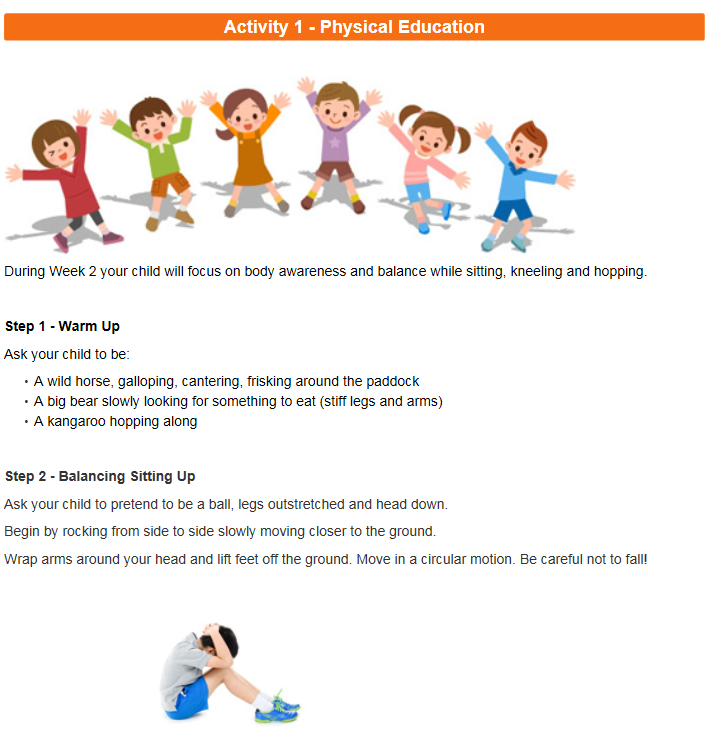 Activity 1 - Physical Education
During Week 2 your child will focus on body awareness and balance while sitting, kneeling and hopping.
Step 1 - Warm Up
Ask your child to be:
• A wild horse, galloping, cantering, frisking around the paddock
• A big bear slowly looking for something to eat (stiff legs and arms)
• A kangaroo hopping along
Step 2 - Balancing Sitting Up
Ask your child to pretend to be a ball, legs outstretched and head down.
Begin by rocking from side to side slowly moving closer to the ground.
Wrap arms around your head and lift feet off the ground. Move in a circular motion. Be careful not to fall!